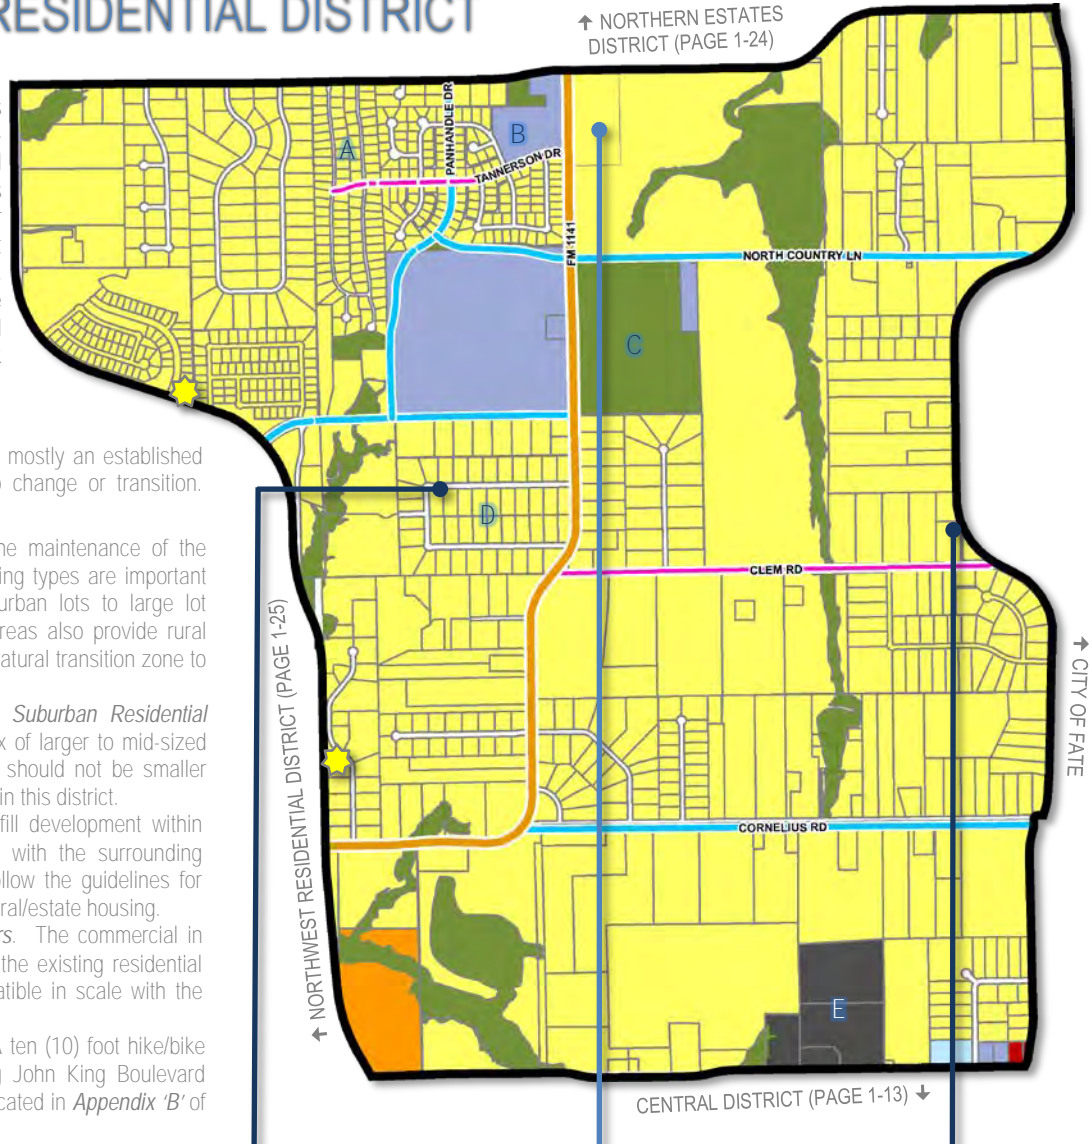 RESIDENTIAL DISTRICT
↑ NORTHERN ESTATES
DISTRICT (PAGE 1-24)
mostly an established
change or transition.
he maintenance of the
ing types are important
urban lots to large lot
reas also provide rural
atural transition zone to
Suburban Residential
x of larger to mid-sized
should not be smaller
in this district.
fill development within
with the surrounding
ollow the guidelines for
ral/estate housing.
rs. The commercial in
the existing residential
atible in scale with the
A ten (10) foot hike/bike
g John King Boulevard
cated in Appendix 'B' of
A
B
PANHANDLE DR
TANNERSON DR
FM 1141
NORTH COUNTRY LN
C
D
CLEM RD
↑ NORTHWEST RESIDENTIAL DISTRICT (PAGE 1-25)
↑ CITY OF FATE
CORNELIUS RD
E
CENTRAL DISTRICT (PAGE 1-13) ↓